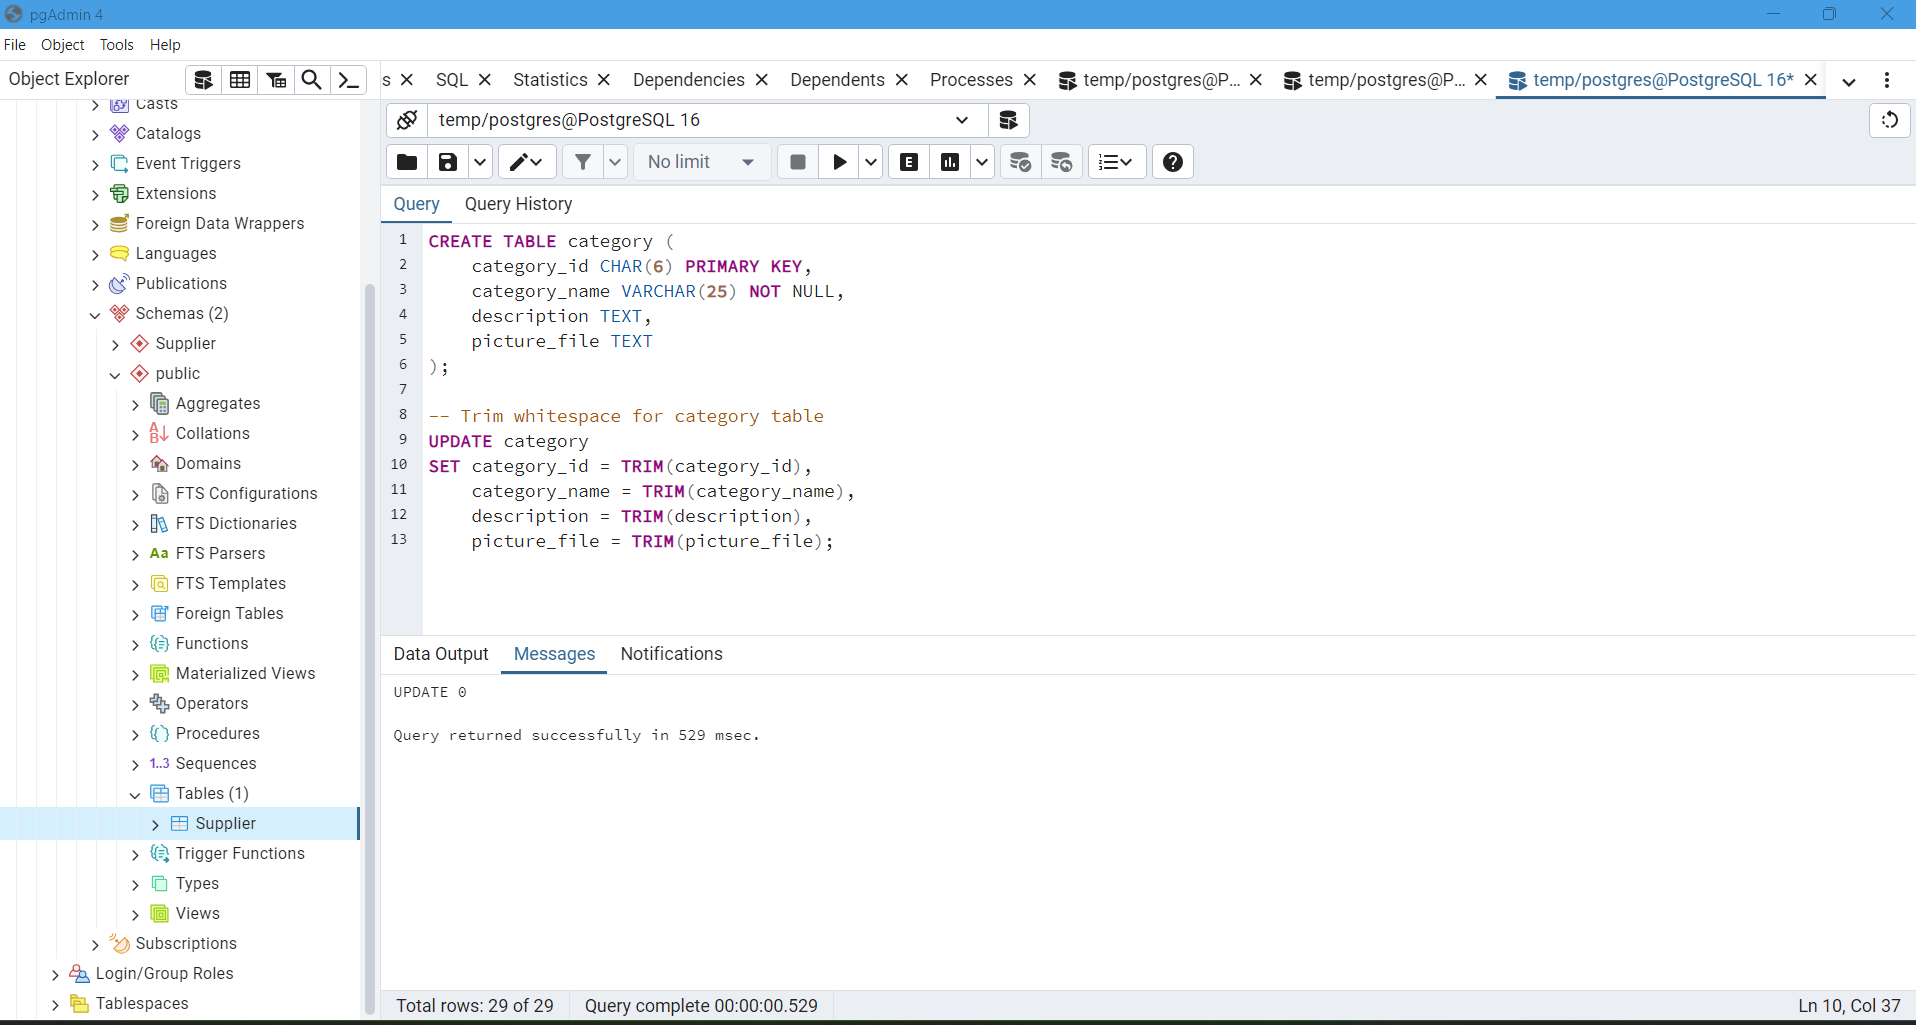 pgAdmin 4
File Object Tools Help
Object Explorer
s SQL Statistics Dependencies Dependents Processes temp/postgres@P... temp/postgres@P... temp/postgres@PostgreSQL 16*
temp/postgres@PostgreSQL 16
No limit
E
Query Query History
Casts
Catalogs
Event Triggers
Extensions
Foreign Data Wrappers
Languages
Publications
Schemas (2)
Supplier
public
Aggregates
Collations
Domains
FTS Configurations
FTS Dictionaries
Aa FTS Parsers
FTS Templates
Foreign Tables
Functions
Materialized Views
Operators
Procedures
1..3 Sequences
Tables (1)
Supplier
Trigger Functions
Types
Views
Subscriptions
Login/Group Roles
Tablespaces
1 CREATE TABLE category (
2 category_id CHAR(6) PRIMARY KEY,
3 category_name VARCHAR(25) NOT NULL,
4 description TEXT,
5 picture_file TEXT
6 );
7
8 -- Trim whitespace for category table
9 UPDATE category
10 SET category_id = TRIM(category_id),
11 category_name = TRIM(category_name),
12 description = TRIM(description),
13 picture_file = TRIM(picture_file);
Data Output Messages Notifications
UPDATE 0
Query returned successfully in 529 msec.
Total rows: 29 of 29 Query complete 00:00:00.529 Ln 10, Col 37